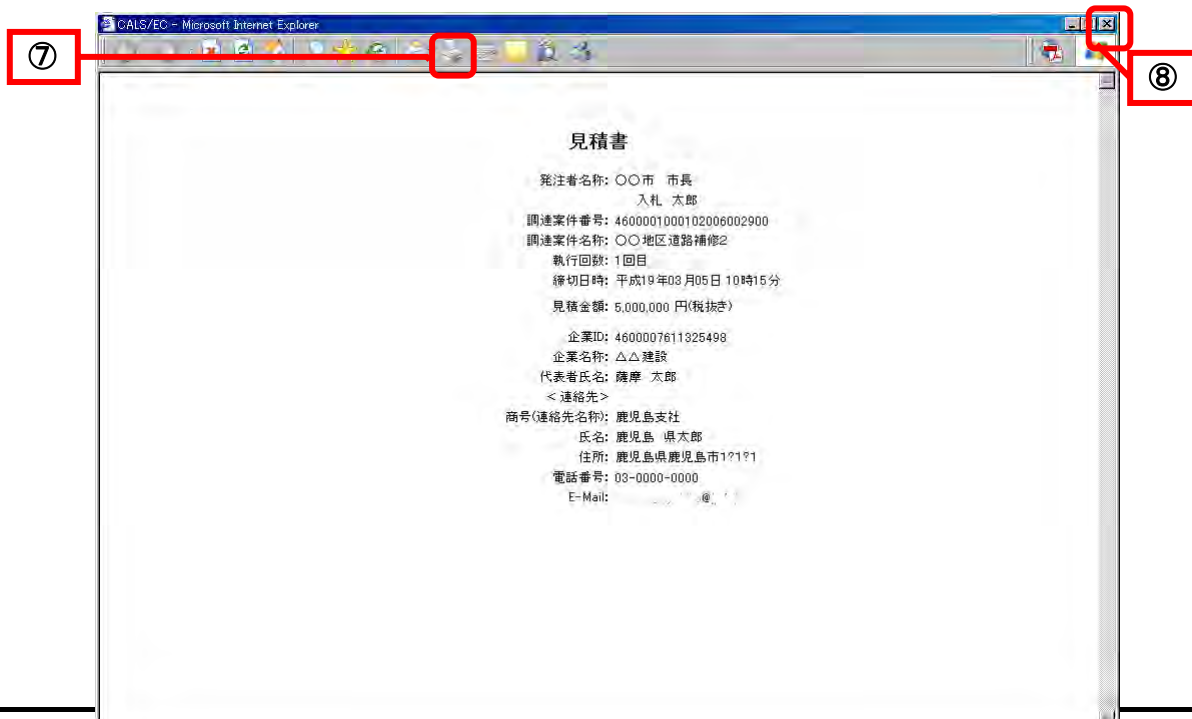 CALS/EC - Microsoft Internet Explorer
⑦
⑧
見積書
発注者名称: 〇〇市 市長
入札 太郎
調達案件番号: 4600001000102006002900
調達案件名称: 〇〇地区道路補修2
執行回数: 1回目
締切日時: 平成19年03月05日 10時15分
見積金額: 5,000,000 円(税抜き)
企業ID: 4600007611325498
企業名称: △△建設
代表者氏名: 薩摩 太郎
<連絡先>
商号(連絡先名称): 鹿児島支社
氏名: 鹿児島 県太郎
住所: 鹿児島県鹿児島市1?1?1
電話番号: 03-0000-0000
E-Mail: @